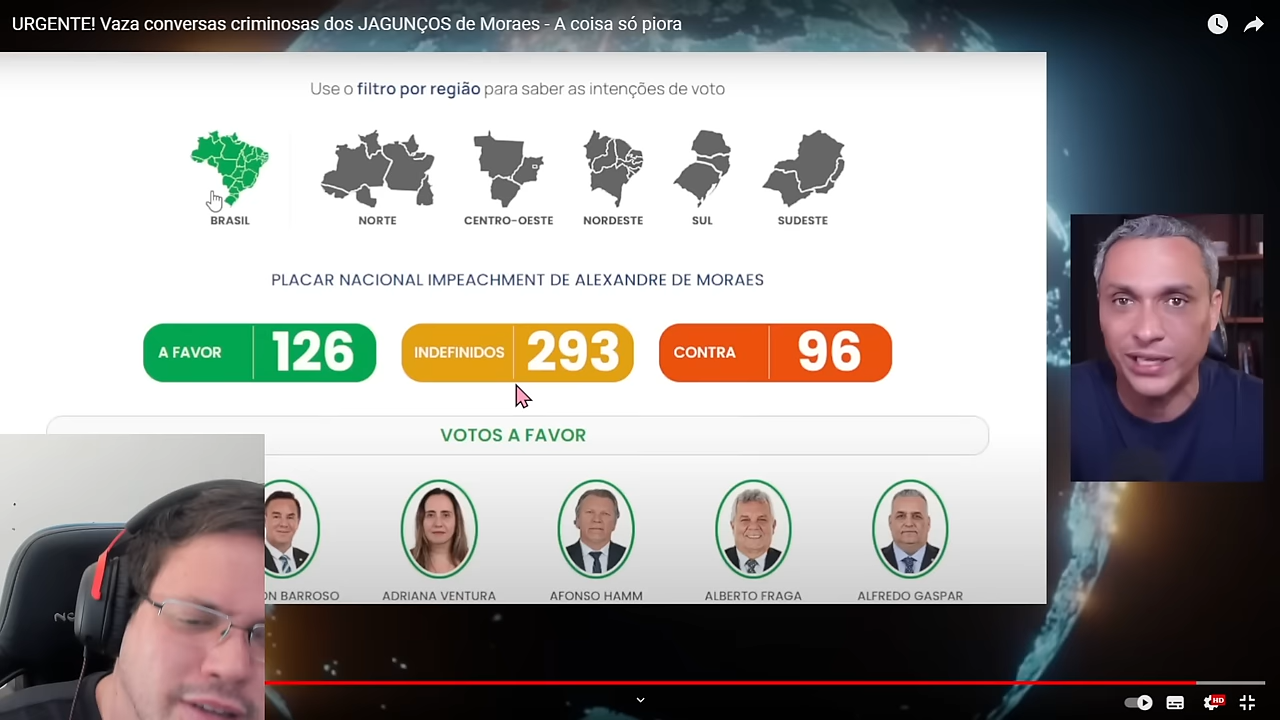 URGENTE! Vaza conversas criminosas dos JAGUNÇOS de Moraes - A coisa só piora
Use o filtro por região para saber as intenções de voto
BRASIL
NORTE
CENTRO-OESTE
NORDESTE
SUL
SUDESTE
PLACAR NACIONAL IMPEACHMENT DE ALEXANDRE DE MORAES
A FAVOR 126
INDEFINIDOS 293
CONTRA 96
VOTOS A FAVOR
ON BARROSO
ADRIANA VENTURA
AFONSO HAMM
ALBERTO FRAGA
ALFREDO GASPAR
HD